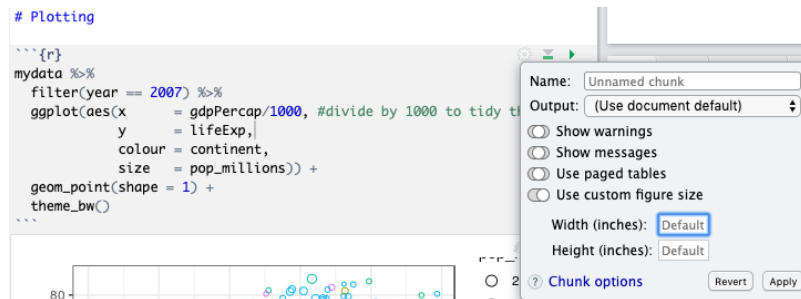 # Plotting
```{r}
mydata %>%
  filter(year == 2007) %>%
  ggplot(aes(x      = gdpPercap/1000, #divide by 1000 to tidy
             y      = lifeExp,
             colour = continent,
             size   = pop_millions)) +
  geom_point(shape = 1) +
  theme_bw()
```
80
2
Name: Unnamed chunk
Output: (Use document default)
Show warnings
Show messages
Use paged tables
Use custom figure size
Width (inches): Default
Height (inches): Default
? Chunk options Revert Apply